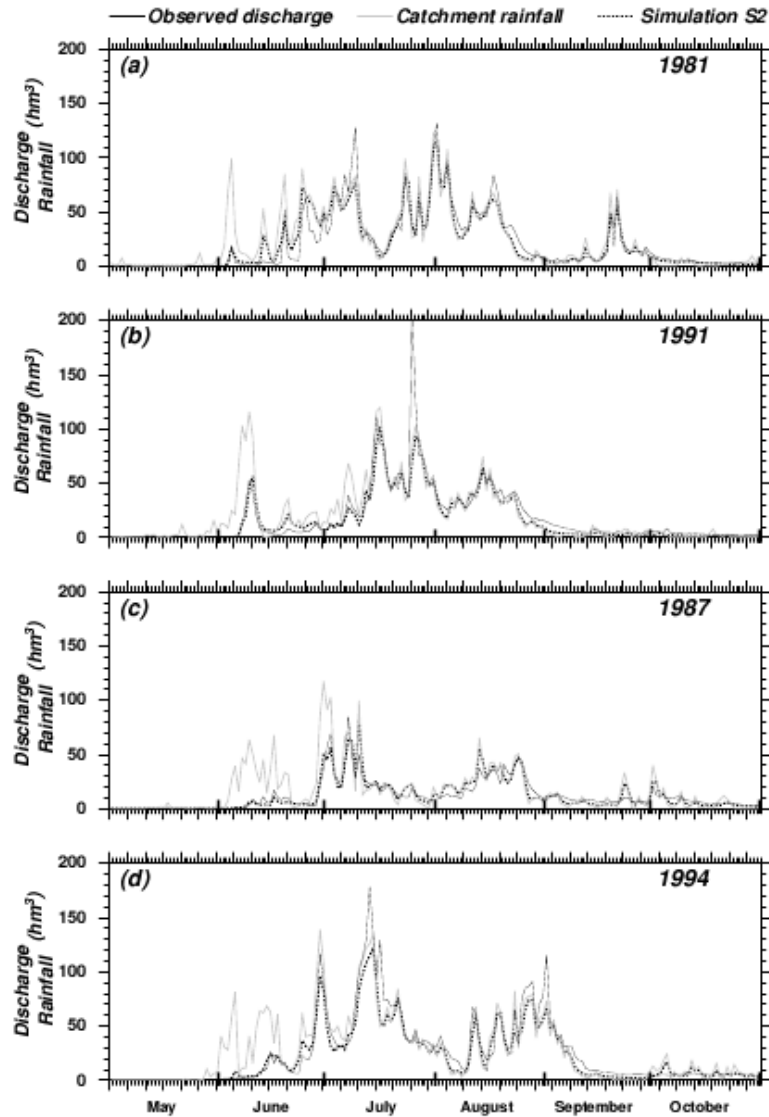 Observed discharge Catchment rainfall Simulation S2
200
(a) 1981
150
100
50
0
Discharge (hm³)
Rainfall
200
(b) 1991
150
100
50
0
Discharge (hm³)
Rainfall
200
(c) 1987
150
100
50
0
Discharge (hm³)
Rainfall
200
(d) 1994
150
100
50
0
Discharge (hm³)
Rainfall
May June July August September October